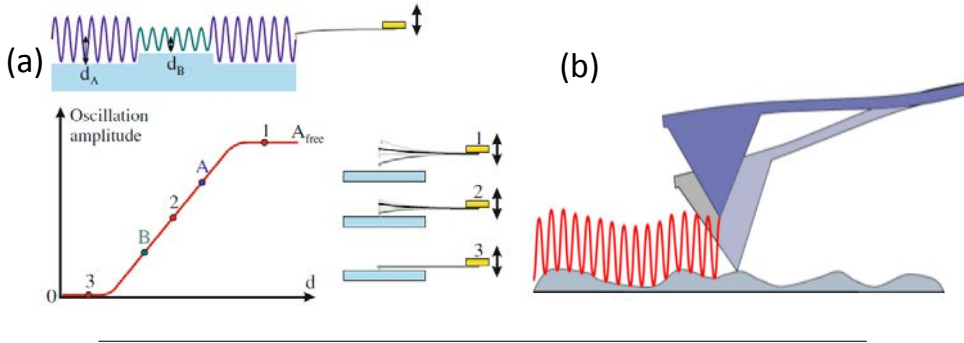 (a)
d_A
d_B
(b)
Oscillation
amplitude
1
A_free
A
2
B
3
0
d
1
2
3